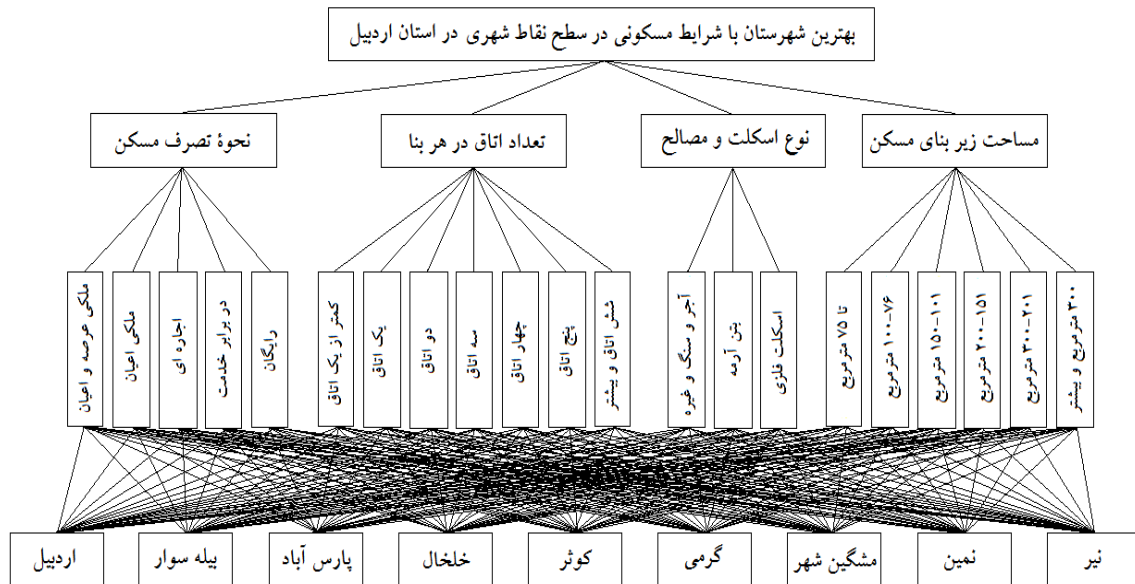 بهترین شهرستان با شرایط مسکونی در سطح نقاط شهری در استان اردبیل
مساحت زیر بنای مسکن
نوع اسکلت و مصالح
تعداد اتاق در هر بنا
نحوۀ تصرف مسکن
۳۰۰ مترمربع و بیشتر
۲۰۱-۳۰۰ مترمربع
۱۵۱-۲۰۰ مترمربع
۱۰۱-۱۵۰ مترمربع
۷۶-۱۰۰ مترمربع
تا ۷۵ مترمربع
اسکلت فلزی
بتن آرمه
آجر و سنگ و غیره
شش اتاق و بیشتر
پنج اتاق
چهار اتاق
سه اتاق
دو اتاق
یک اتاق
کمتر از یک اتاق
رایگان
در برابر خدمت
اجاره ای
ملکی اعیان
ملکی عرصه و اعیان
نیر
نمین
مشگین شهر
گرمی
کوثر
خلخال
پارس آباد
بیله سوار
اردبیل